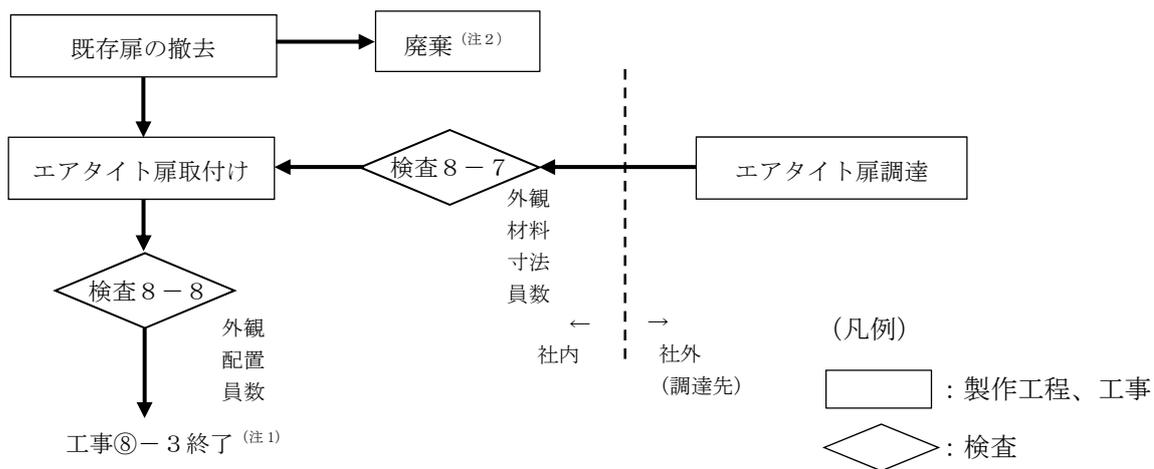 既存扉の撤去
廃棄（注２）
エアタイト扉取付け
検査８－７
エアタイト扉調達
外観
材料
寸法
員数
検査８－８
外観
配置
員数
←
社内
→
社外
（調達先）
工事⑧－３終了（注1）
（凡例）
：製作工程、工事
：検査